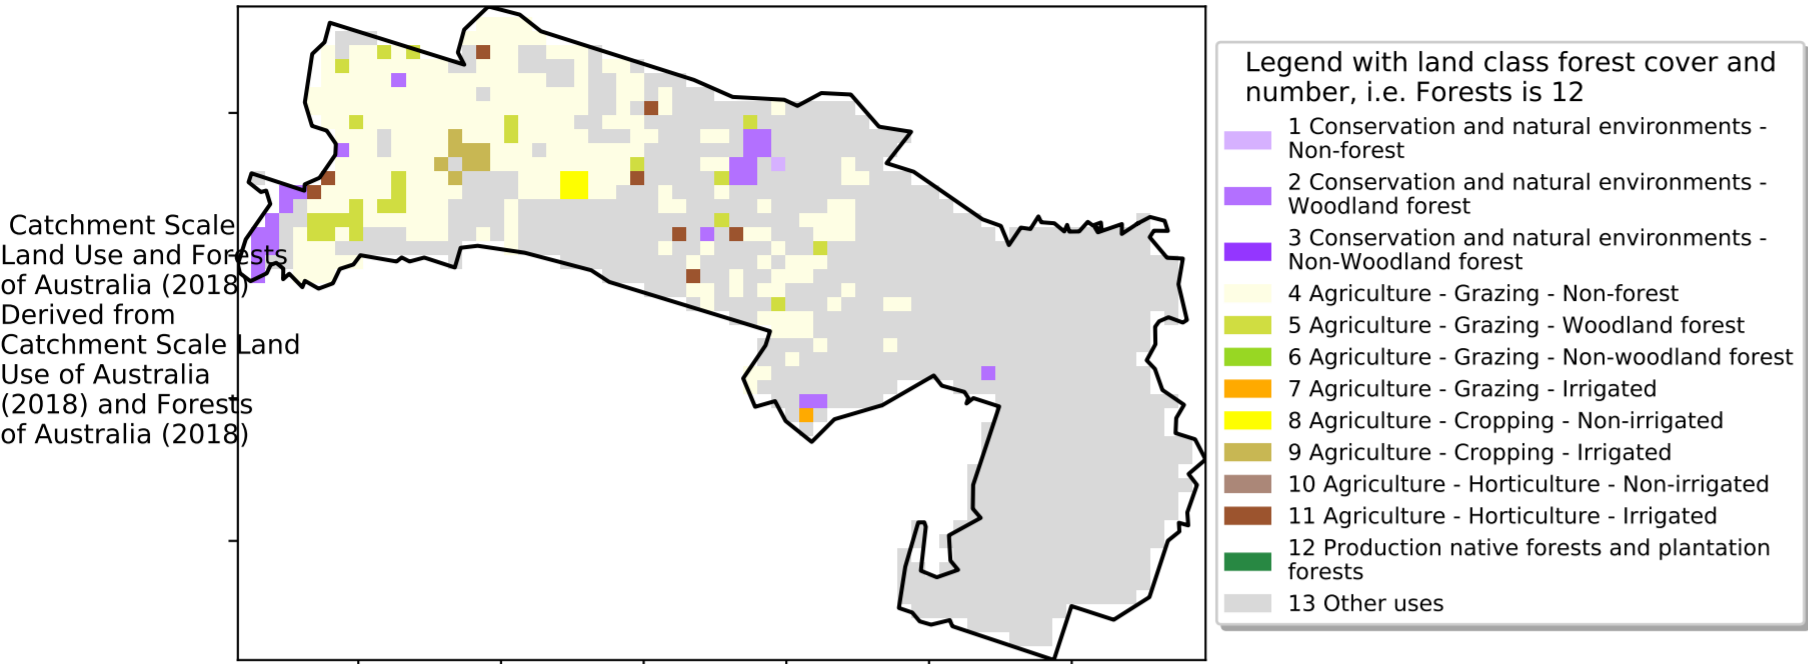 Catchment Scale
Land Use and Forests
of Australia (2018)
Derived from
Catchment Scale Land
Use of Australia
(2018) and Forests
of Australia (2018)
Legend with land class forest cover and
number, i.e. Forests is 12
1 Conservation and natural environments -
Non-forest
2 Conservation and natural environments -
Woodland forest
3 Conservation and natural environments -
Non-Woodland forest
4 Agriculture - Grazing - Non-forest
5 Agriculture - Grazing - Woodland forest
6 Agriculture - Grazing - Non-woodland forest
7 Agriculture - Grazing - Irrigated
8 Agriculture - Cropping - Non-irrigated
9 Agriculture - Cropping - Irrigated
10 Agriculture - Horticulture - Non-irrigated
11 Agriculture - Horticulture - Irrigated
12 Production native forests and plantation
forests
13 Other uses